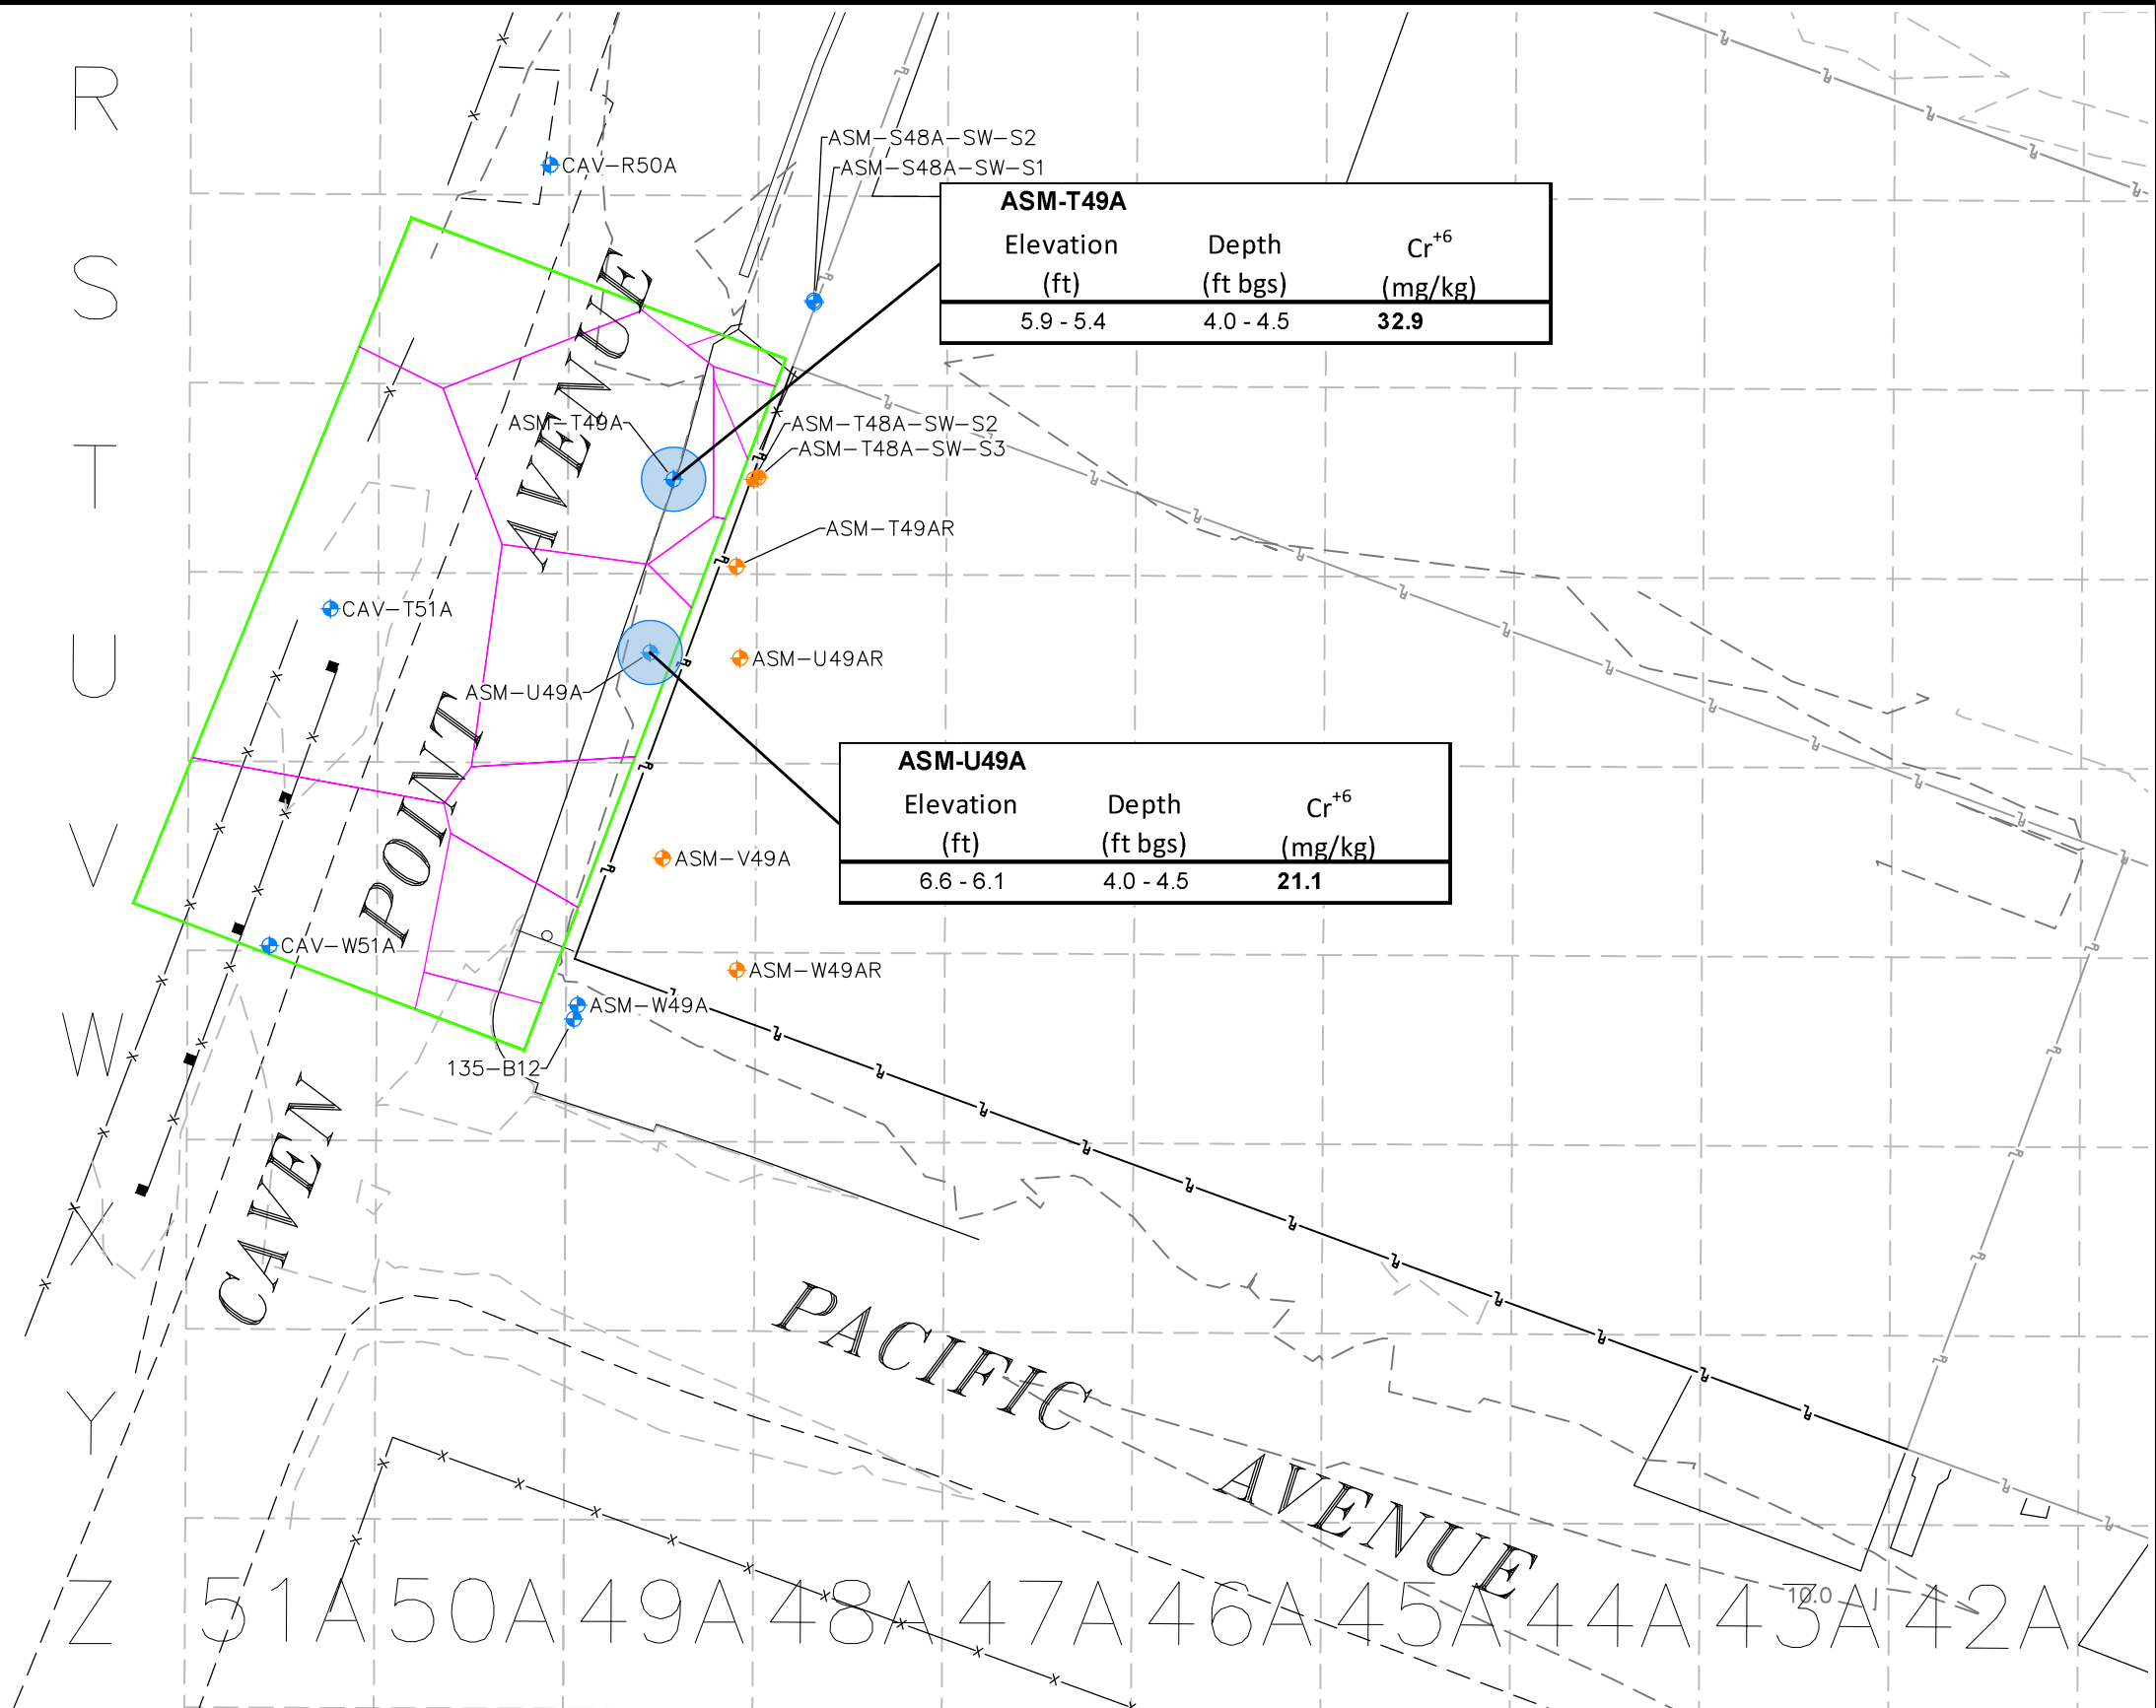 R
ASM-S48A-SW-S2
CAV-R50A
ASM-S48A-SW-S1
ASM-T49A
Elevation Depth Cr+6
(ft) (ft bgs) (mg/kg)
5.9 - 5.4 4.0 - 4.5 32.9
S
ASM-T49A
ASM-T48A-SW-S2
ASM-T48A-SW-S3
T
ASM-T49AR
CAV-T51A
U
ASM-U49AR
ASM-U49A
ASM-U49A
Elevation Depth Cr+6
(ft) (ft bgs) (mg/kg)
6.6 - 6.1 4.0 - 4.5 21.1
V
ASM-V49A
CAV-W51A
ASM-W49AR
ASM-W49A
W
135-B12
CAVEN POINT AVENUE
X
PACIFIC AVENUE
Y
10.0
Z 51A 50A 49A 48A 47A 46A 45A 44A 43A 42A